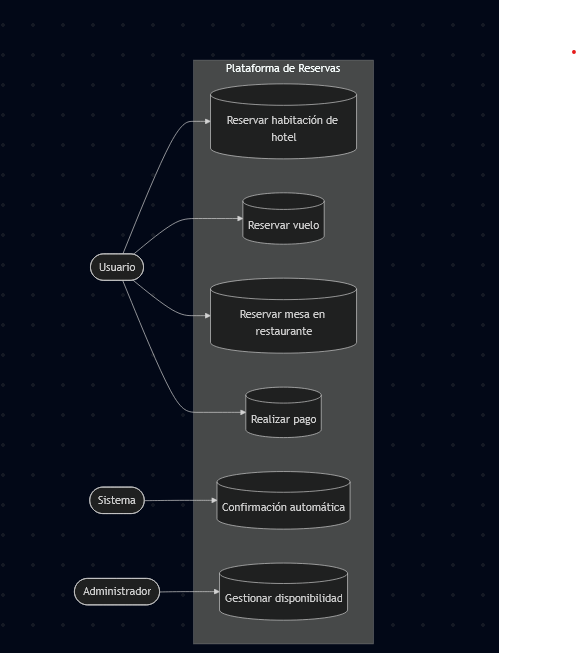 Plataforma de Reservas
Reservar habitación de
hotel
Reservar vuelo
Usuario
Reservar mesa en
restaurante
Realizar pago
Sistema
Confirmación automática
Administrador
Gestionar disponibilidad